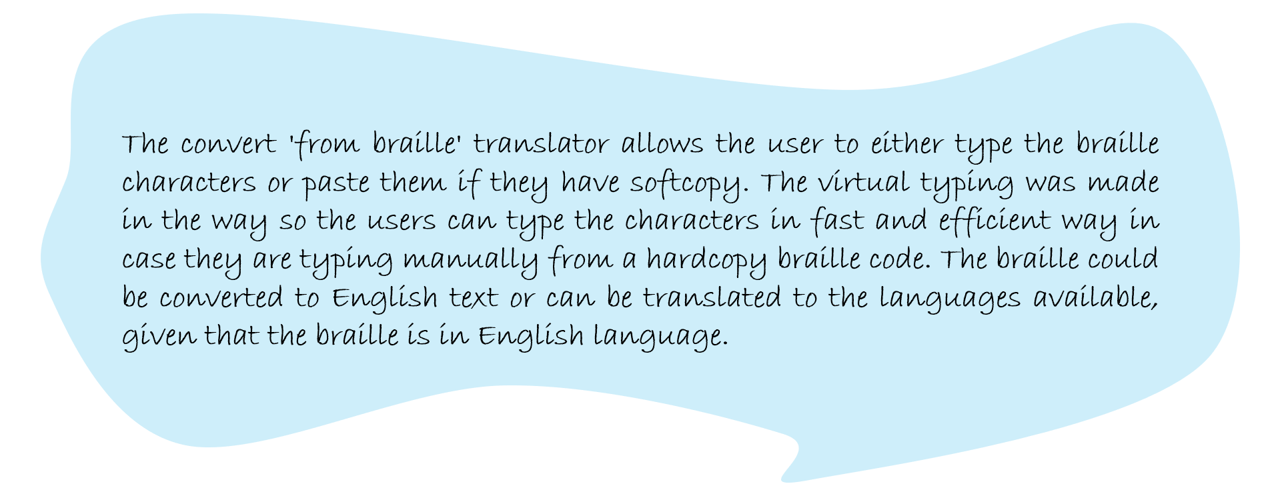 The convert 'from braille' translator allows the user to either type the braille
characters or paste them if they have softcopy. The virtual typing was made
in the way so the users can type the characters in fast and efficient way in
case they are typing manually from a hardcopy braille code. The braille could
be converted to English text or can be translated to the languages available,
given that the braille is in English language.